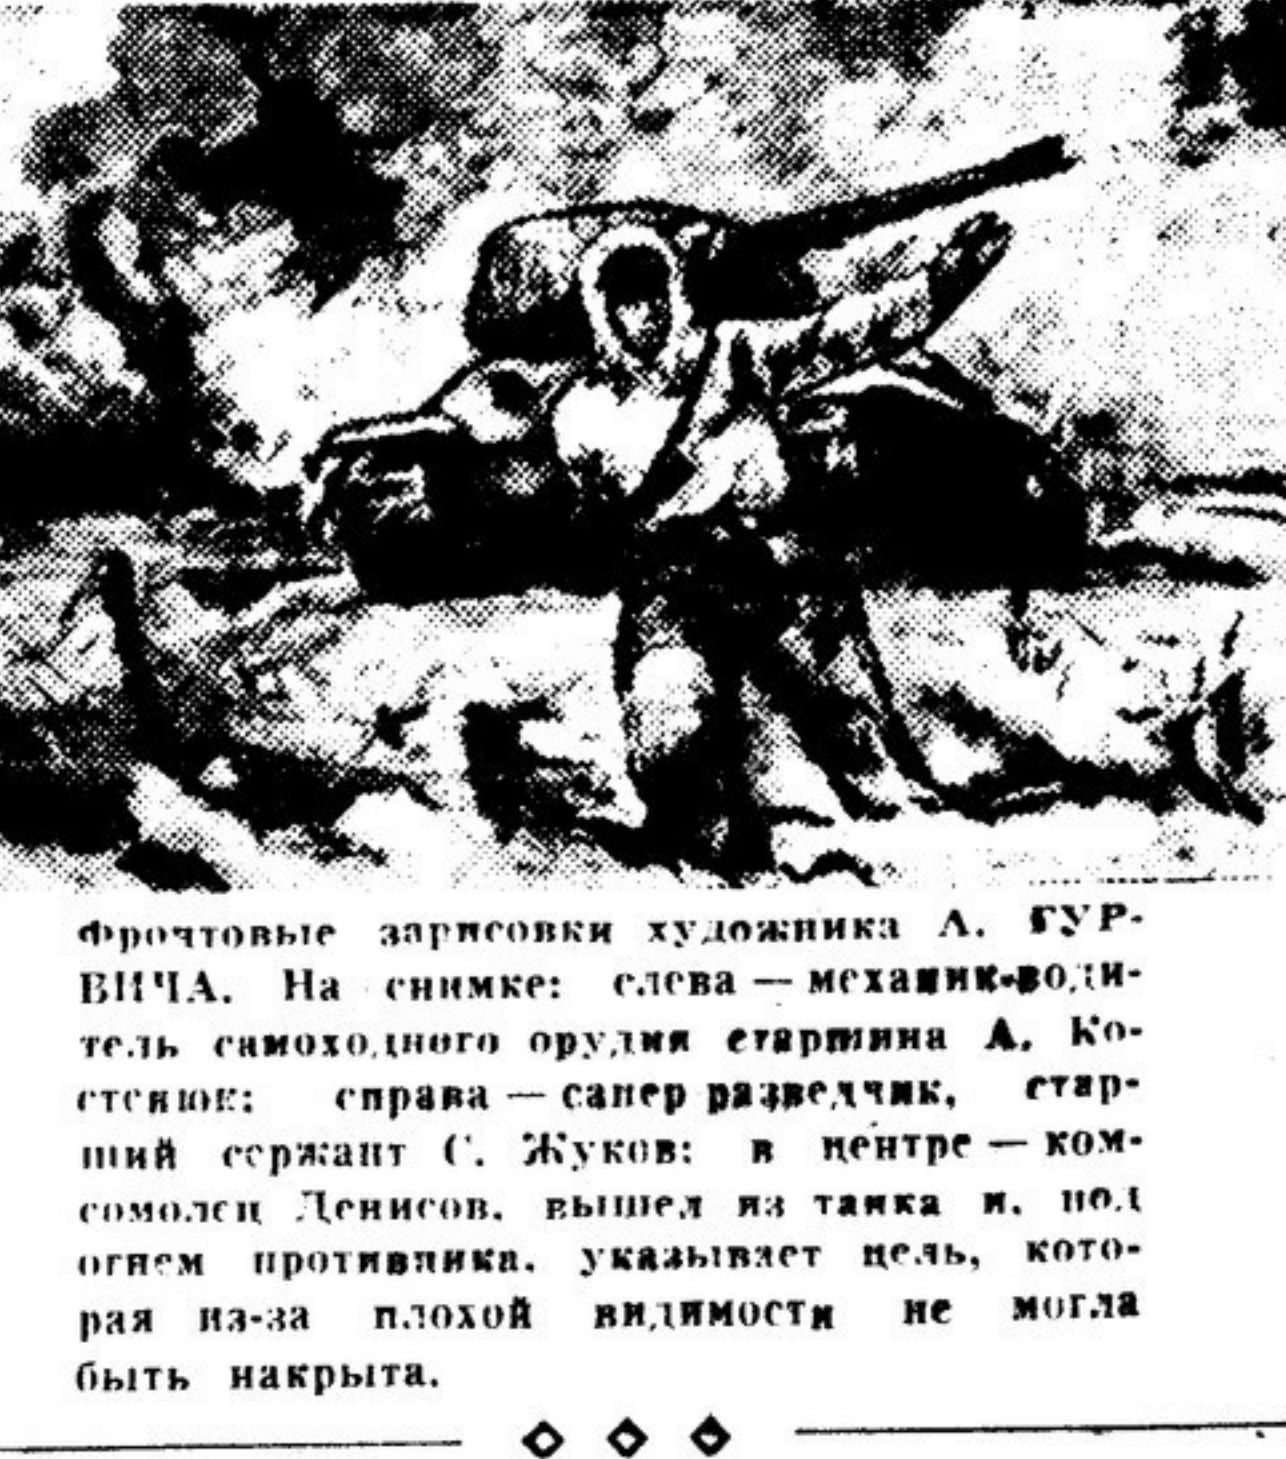 Фронтовые зарисовки художника А. ГУР-
ВИЧА. На снимке: слева — механик-води-
тель самоходного орудия старшина А. Ко-
стенюк; справа — сапер разведчик, стар-
ший сержант С. Жуков; в центре — ком-
сомолец Денисов, вышел из танка и, под
огнем противника, указывает цель, кото-
рая из-за плохой видимости не могла
быть накрыта.